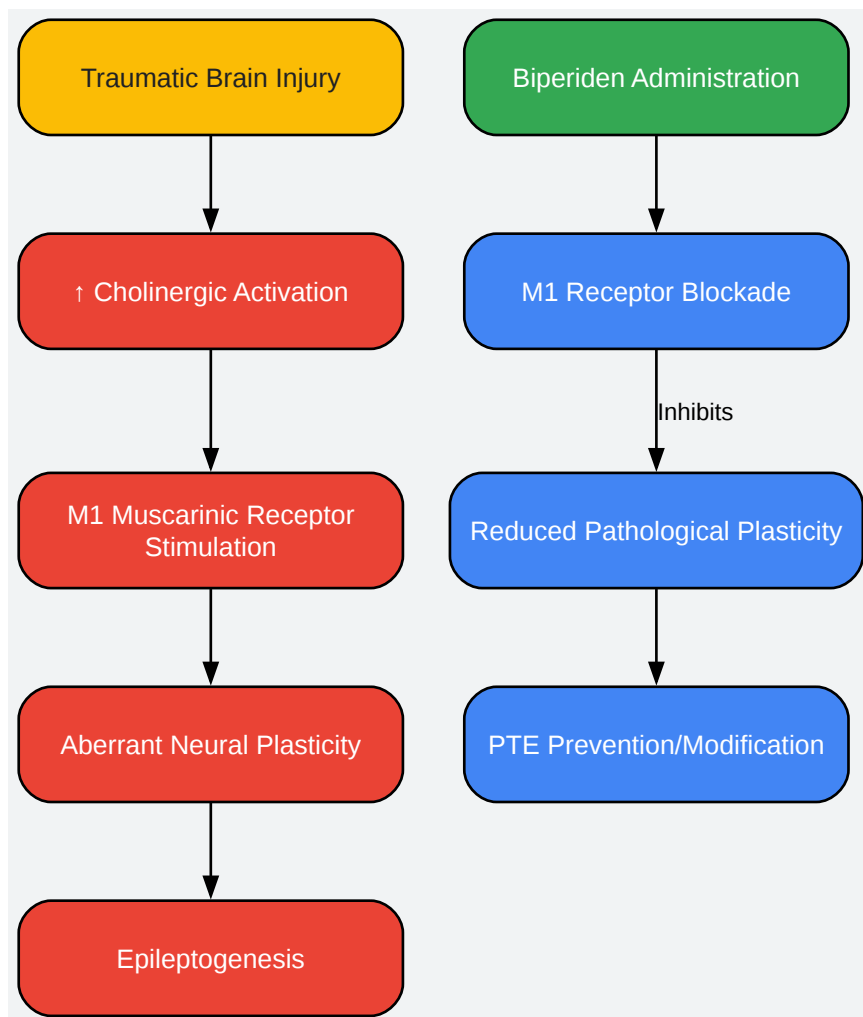 Traumatic Brain Injury
↑ Cholinergic Activation
M1 Muscarinic Receptor
Stimulation
Aberrant Neural Plasticity
Epileptogenesis
Biperiden Administration
M1 Receptor Blockade
Inhibits
Reduced Pathological Plasticity
PTE Prevention/Modification